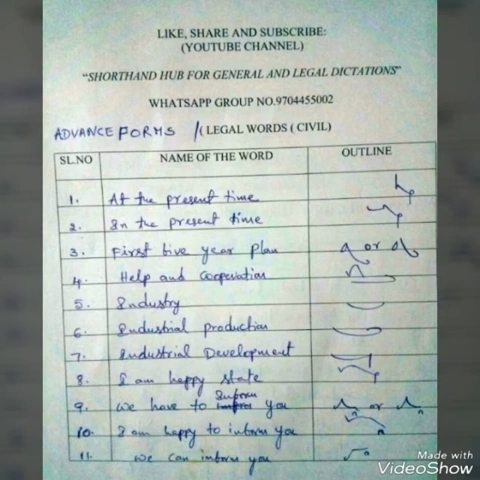 LIKE, SHARE AND SUBSCRIBE:
(YOUTUBE CHANNEL)
"SHORTHAND HUB FOR GENERAL AND LEGAL DICTATIONS"
WHATSAPP GROUP NO.9704455002
ADVANCE FORMS /( LEGAL WORDS ( CIVIL)
SL.NO NAME OF THE WORD OUTLINE
1. At the present time
2. In the present time
3. First five year plan or
4. Help and Cooperation
5. Industry
6. Industrial production
7. Industrial Development
8. I am happy state
9. we have to Inform you or
10. I am happy to inform you
11. we can inform you
Made with
VideoShow